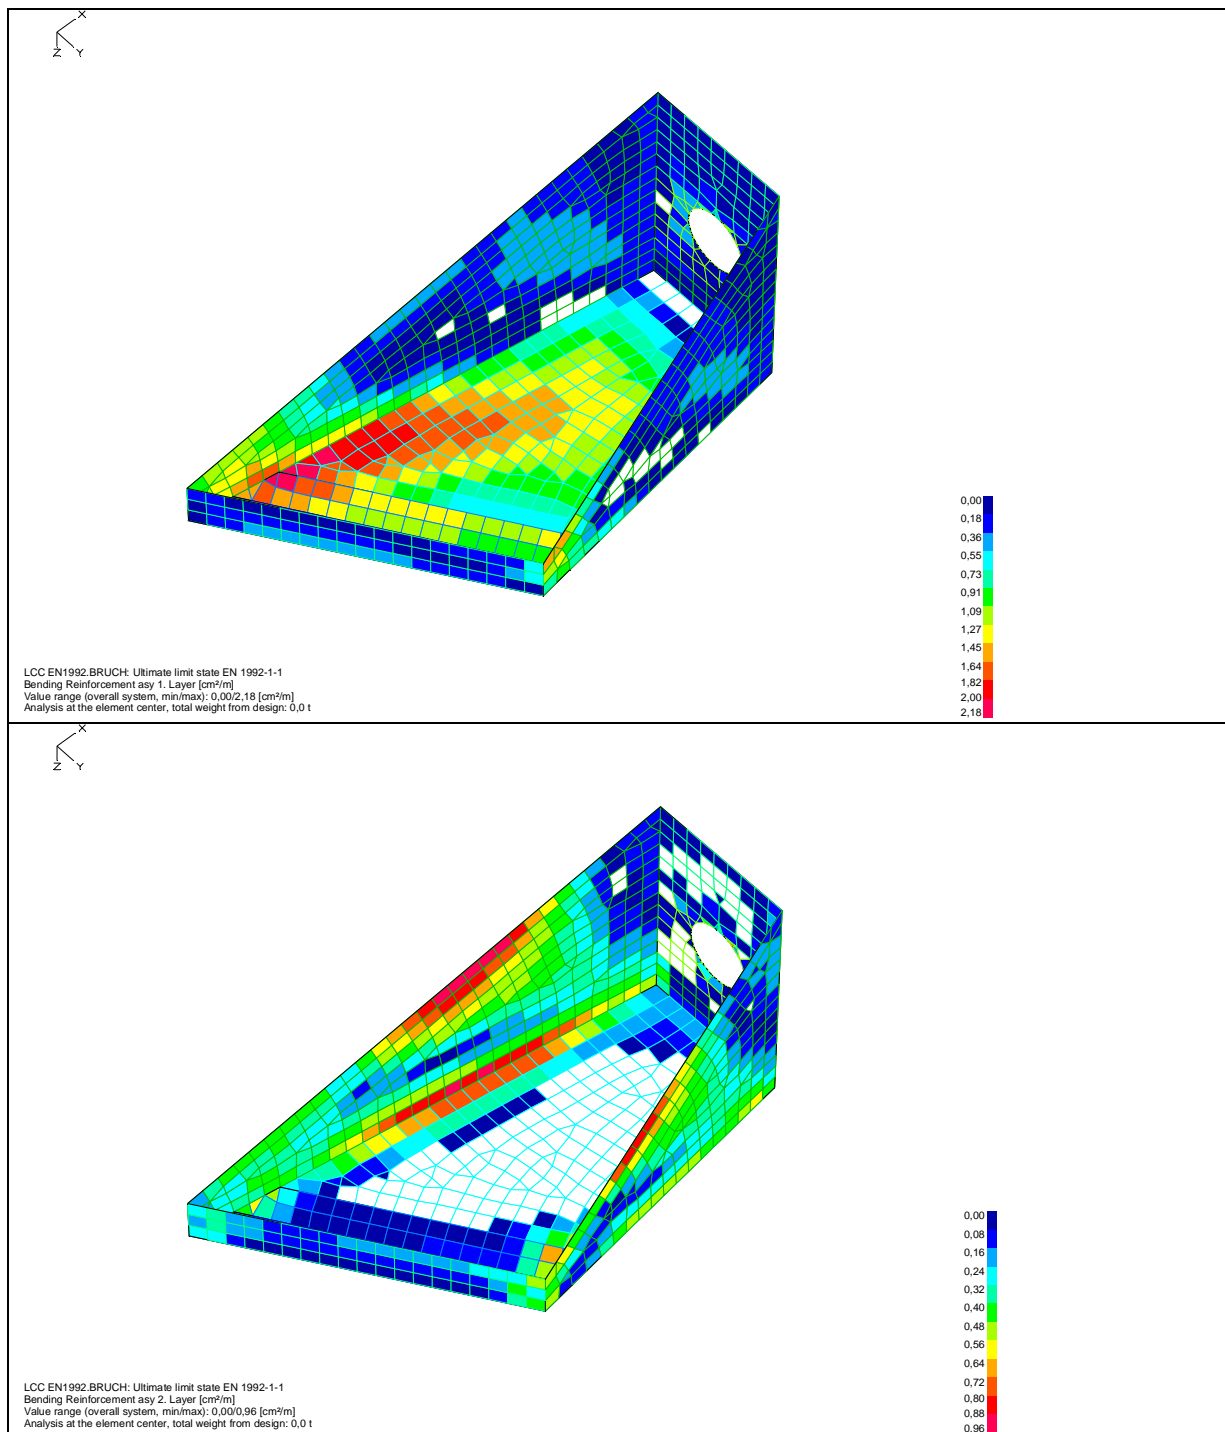 X
Z Y
0,00
0,18
0,36
0,55
0,73
0,91
1,09
1,27
1,45
1,64
1,82
2,00
2,18
LCC EN1992.BRUCH: Ultimate limit state EN 1992-1-1
Bending Reinforcement asy 1. Layer [cm²/m]
Value range (overall system, min/max): 0,00/2,18 [cm²/m]
Analysis at the element center, total weight from design: 0,0 t
X
Z Y
0,00
0,08
0,16
0,24
0,32
0,40
0,48
0,56
0,64
0,72
0,80
0,88
0,96
LCC EN1992.BRUCH: Ultimate limit state EN 1992-1-1
Bending Reinforcement asy 2. Layer [cm²/m]
Value range (overall system, min/max): 0,00/0,96 [cm²/m]
Analysis at the element center, total weight from design: 0,0 t